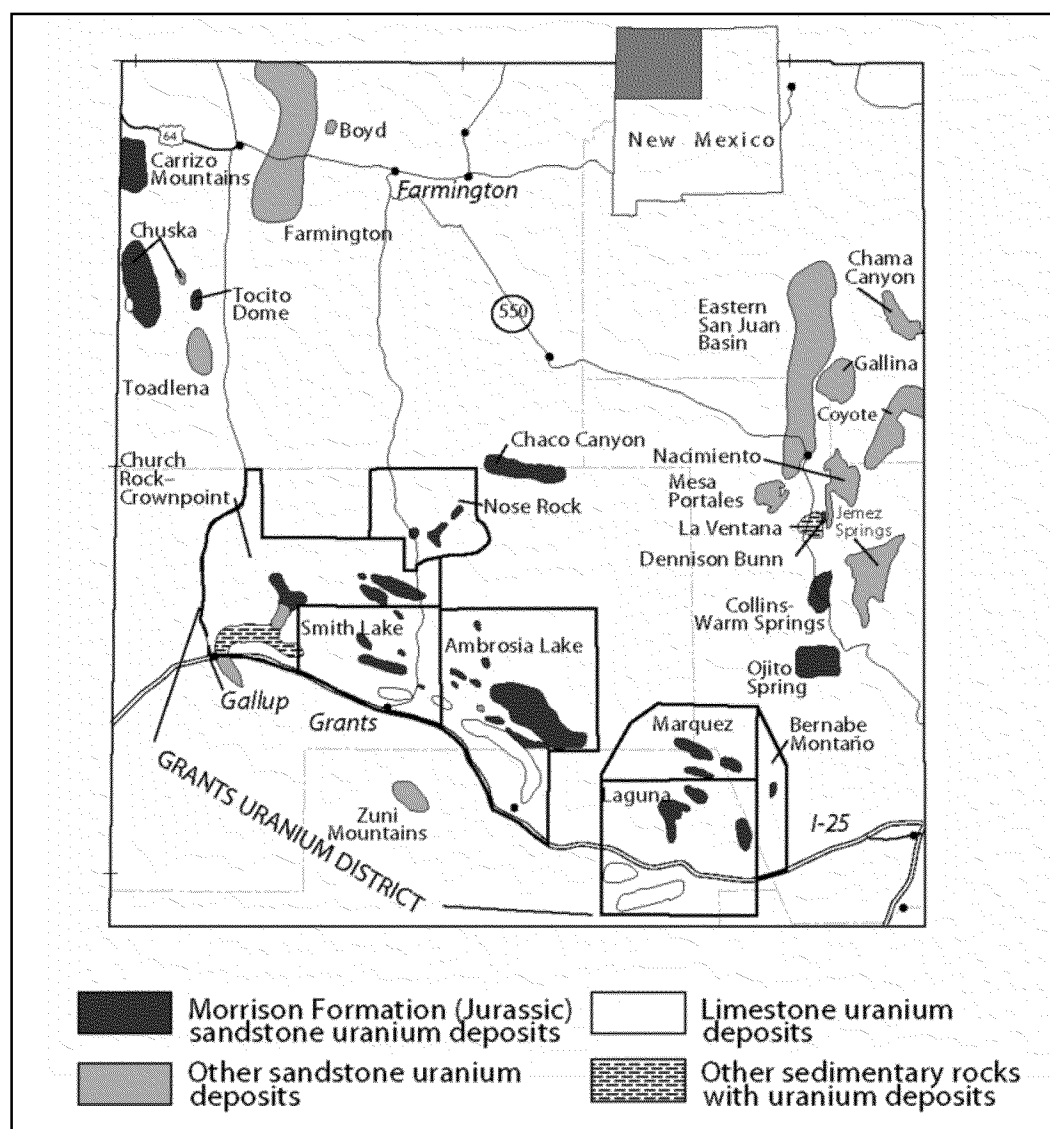 New Mexico
64
Boyd
Carrizo
Mountains
Farmington
Farmington
Chuska
Chama
Canyon
Tocito
Dome
550
Eastern
San Juan
Basin
Gallina
Toadlena
Coyote
Chaco Canyon
Nacimiento
Church
Rock–
Crownpoint
Mesa
Portales
Nose Rock
La Ventana
Jemez
Springs
Dennison Bunn
Collins-
Warm Springs
Smith Lake
Ambrosia Lake
Ojito
Spring
Gallup
Grants
Marquez
Bernabe
Montaño
GRANTS URANIUM DISTRICT
Laguna
Zuni
Mountains
I-25
Morrison Formation (Jurassic)
sandstone uranium deposits
Limestone uranium
deposits
Other sandstone uranium
deposits
Other sedimentary rocks
with uranium deposits